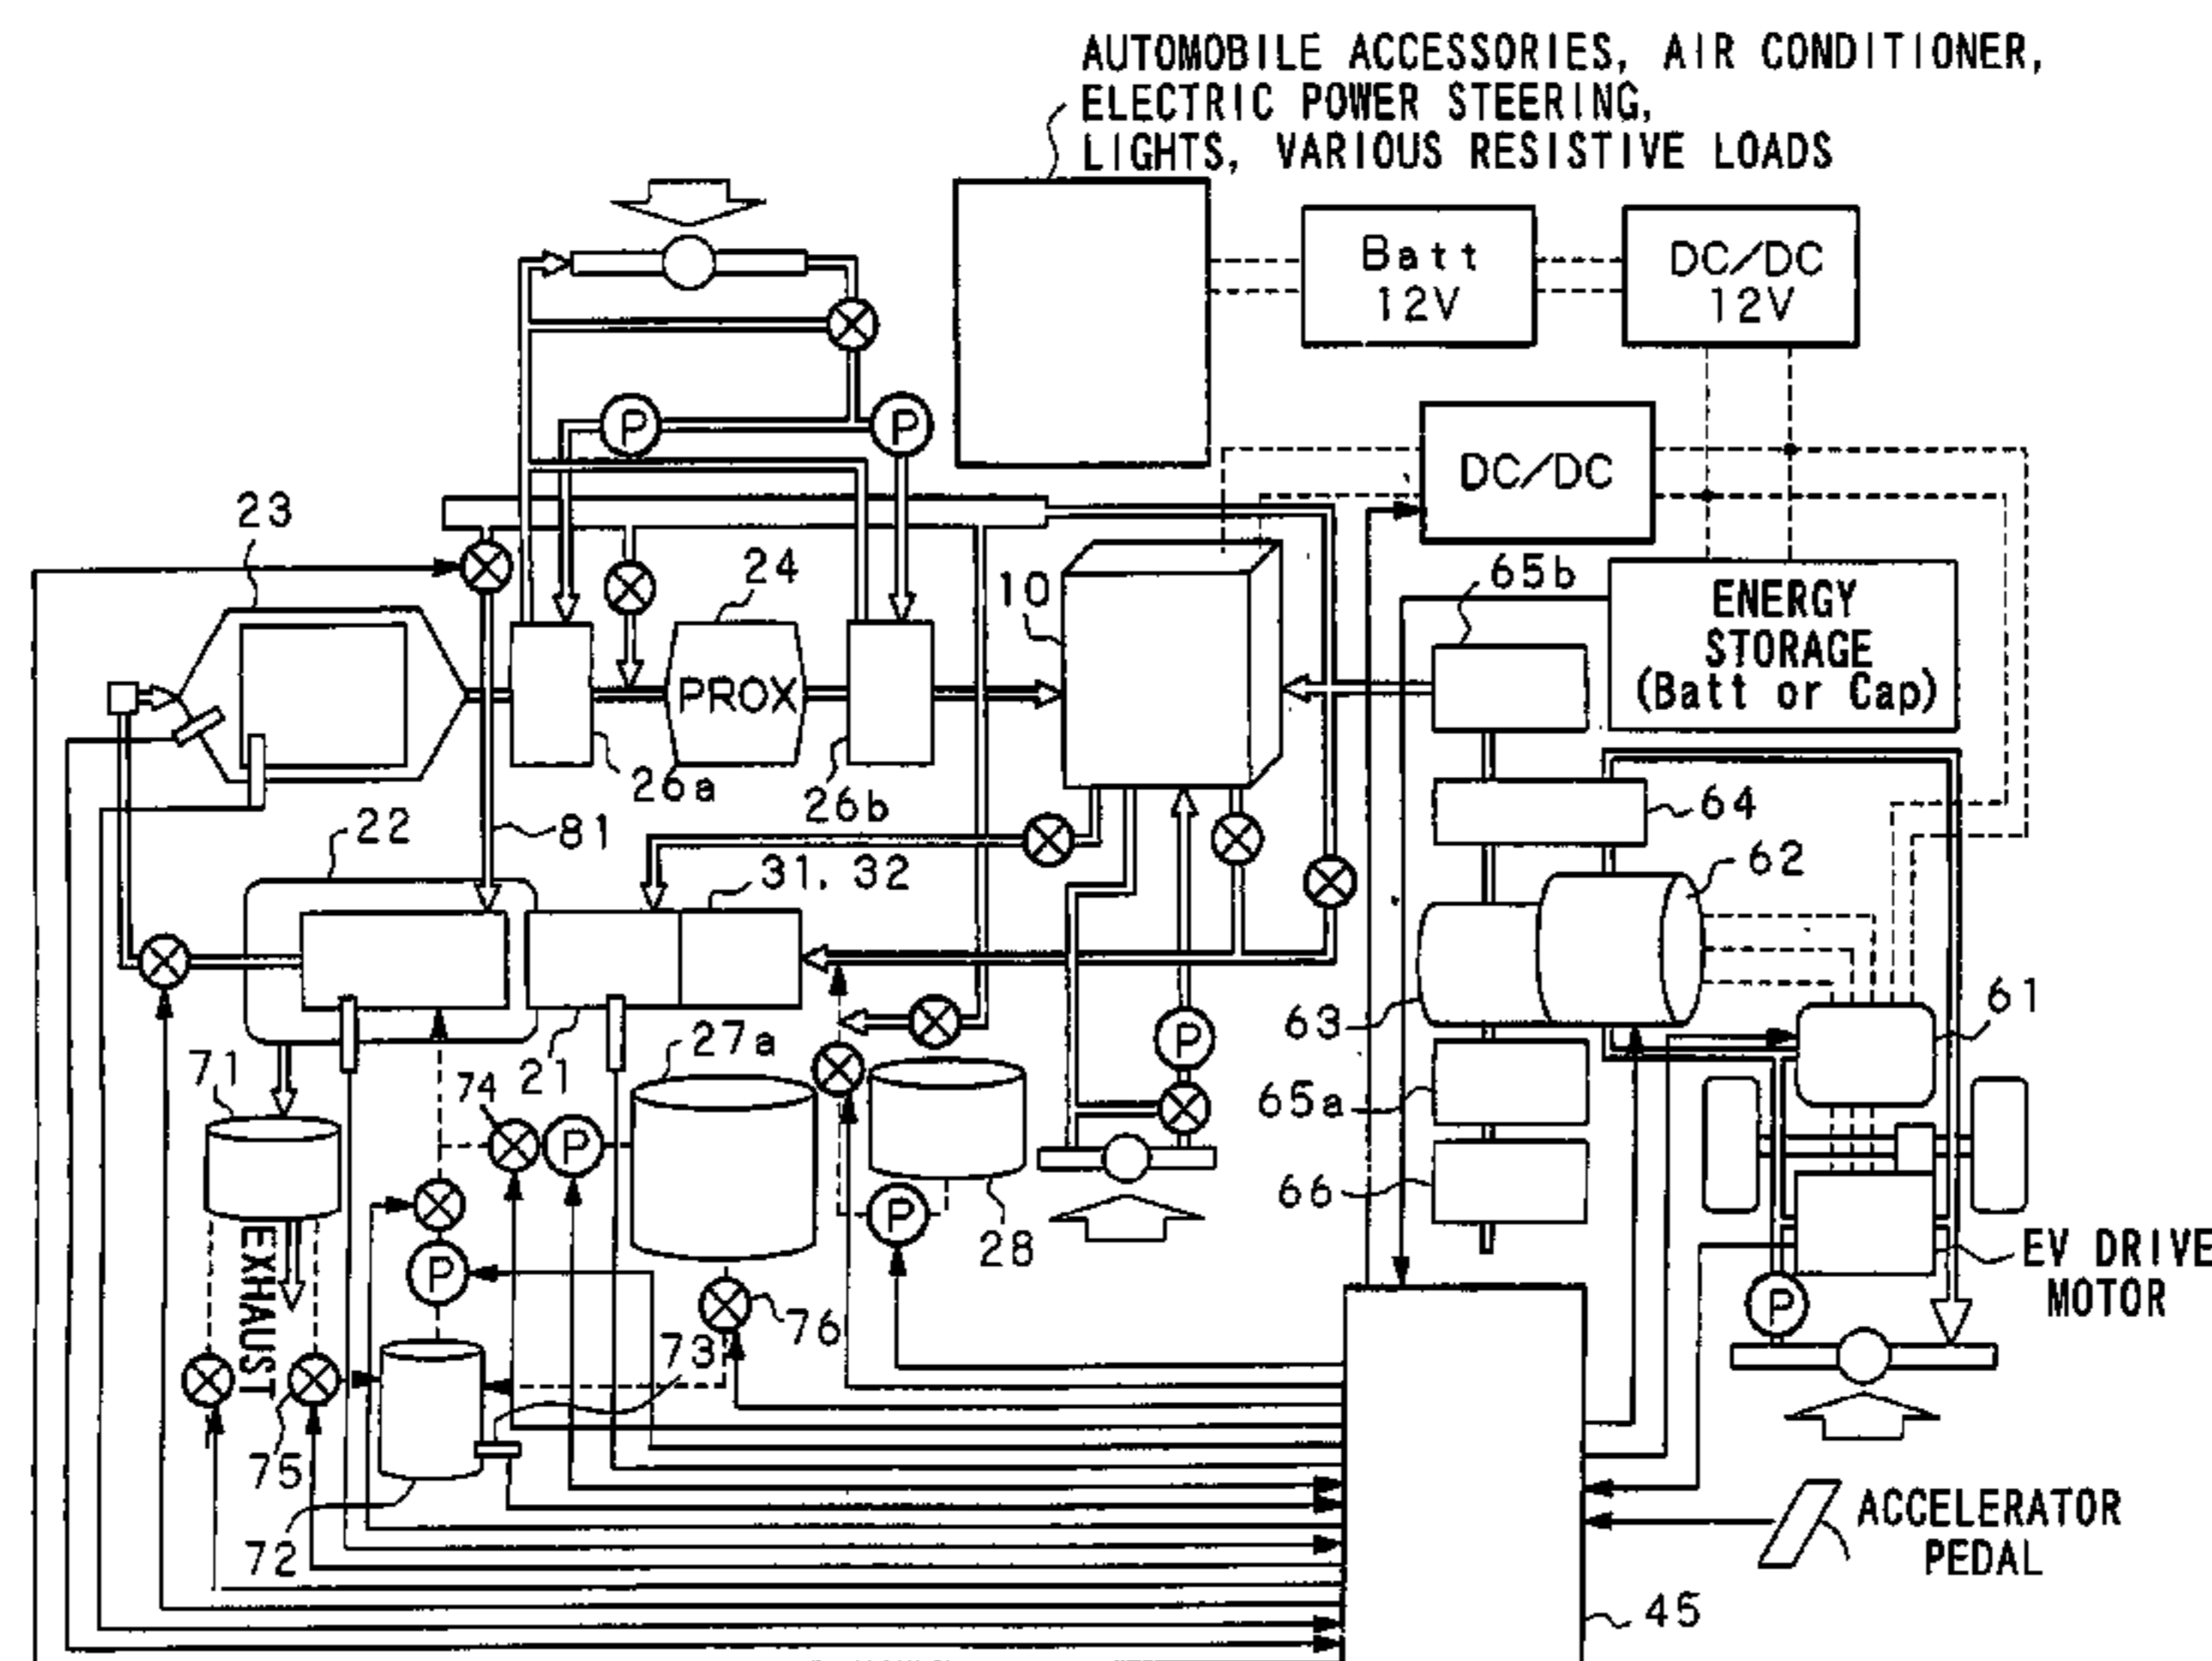 AUTOMOBILE ACCESSORIES, AIR CONDITIONER,
ELECTRIC POWER STEERING,
LIGHTS, VARIOUS RESISTIVE LOADS
Batt
12V
DC/DC
12V
P
P
DC/DC
23
24
10
65b
ENERGY
STORAGE
(Batt or Cap)
PROX
26a
26b
64
22
81
31, 32
62
63
61
71
74
21
27a
P
P
65a
66
28
P
EXHAUST
P
76
73
EV DRIVE
MOTOR
P
75
72
ACCELERATOR
PEDAL
45